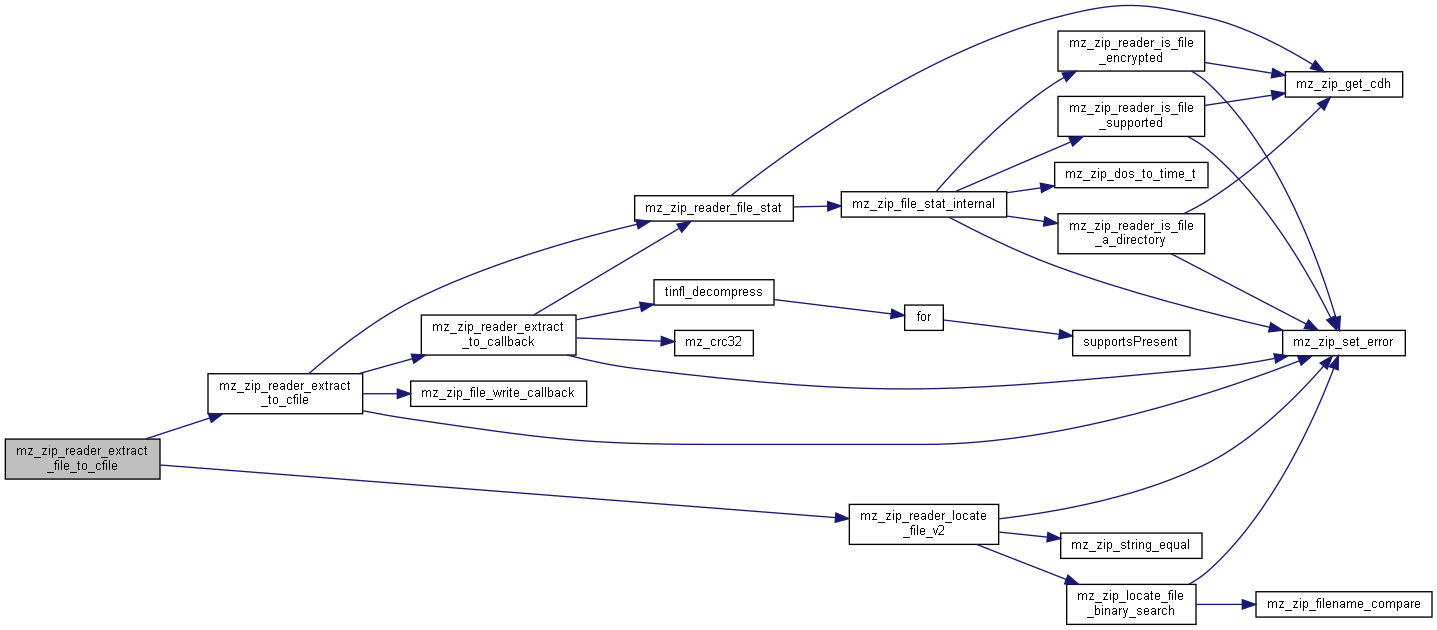 mz_zip_reader_is_file
_encrypted
mz_zip_get_cdh
mz_zip_reader_is_file
_supported
mz_zip_dos_to_time_t
mz_zip_reader_file_stat
mz_zip_file_stat_internal
mz_zip_reader_is_file
_a_directory
tinfl_decompress
for
mz_zip_reader_extract
_to_callback
mz_crc32
supportsPresent
mz_zip_set_error
mz_zip_reader_extract
_to_cfile
mz_zip_file_write_callback
mz_zip_reader_extract
_file_to_cfile
mz_zip_reader_locate
_file_v2
mz_zip_string_equal
mz_zip_locate_file
_binary_search
mz_zip_filename_compare